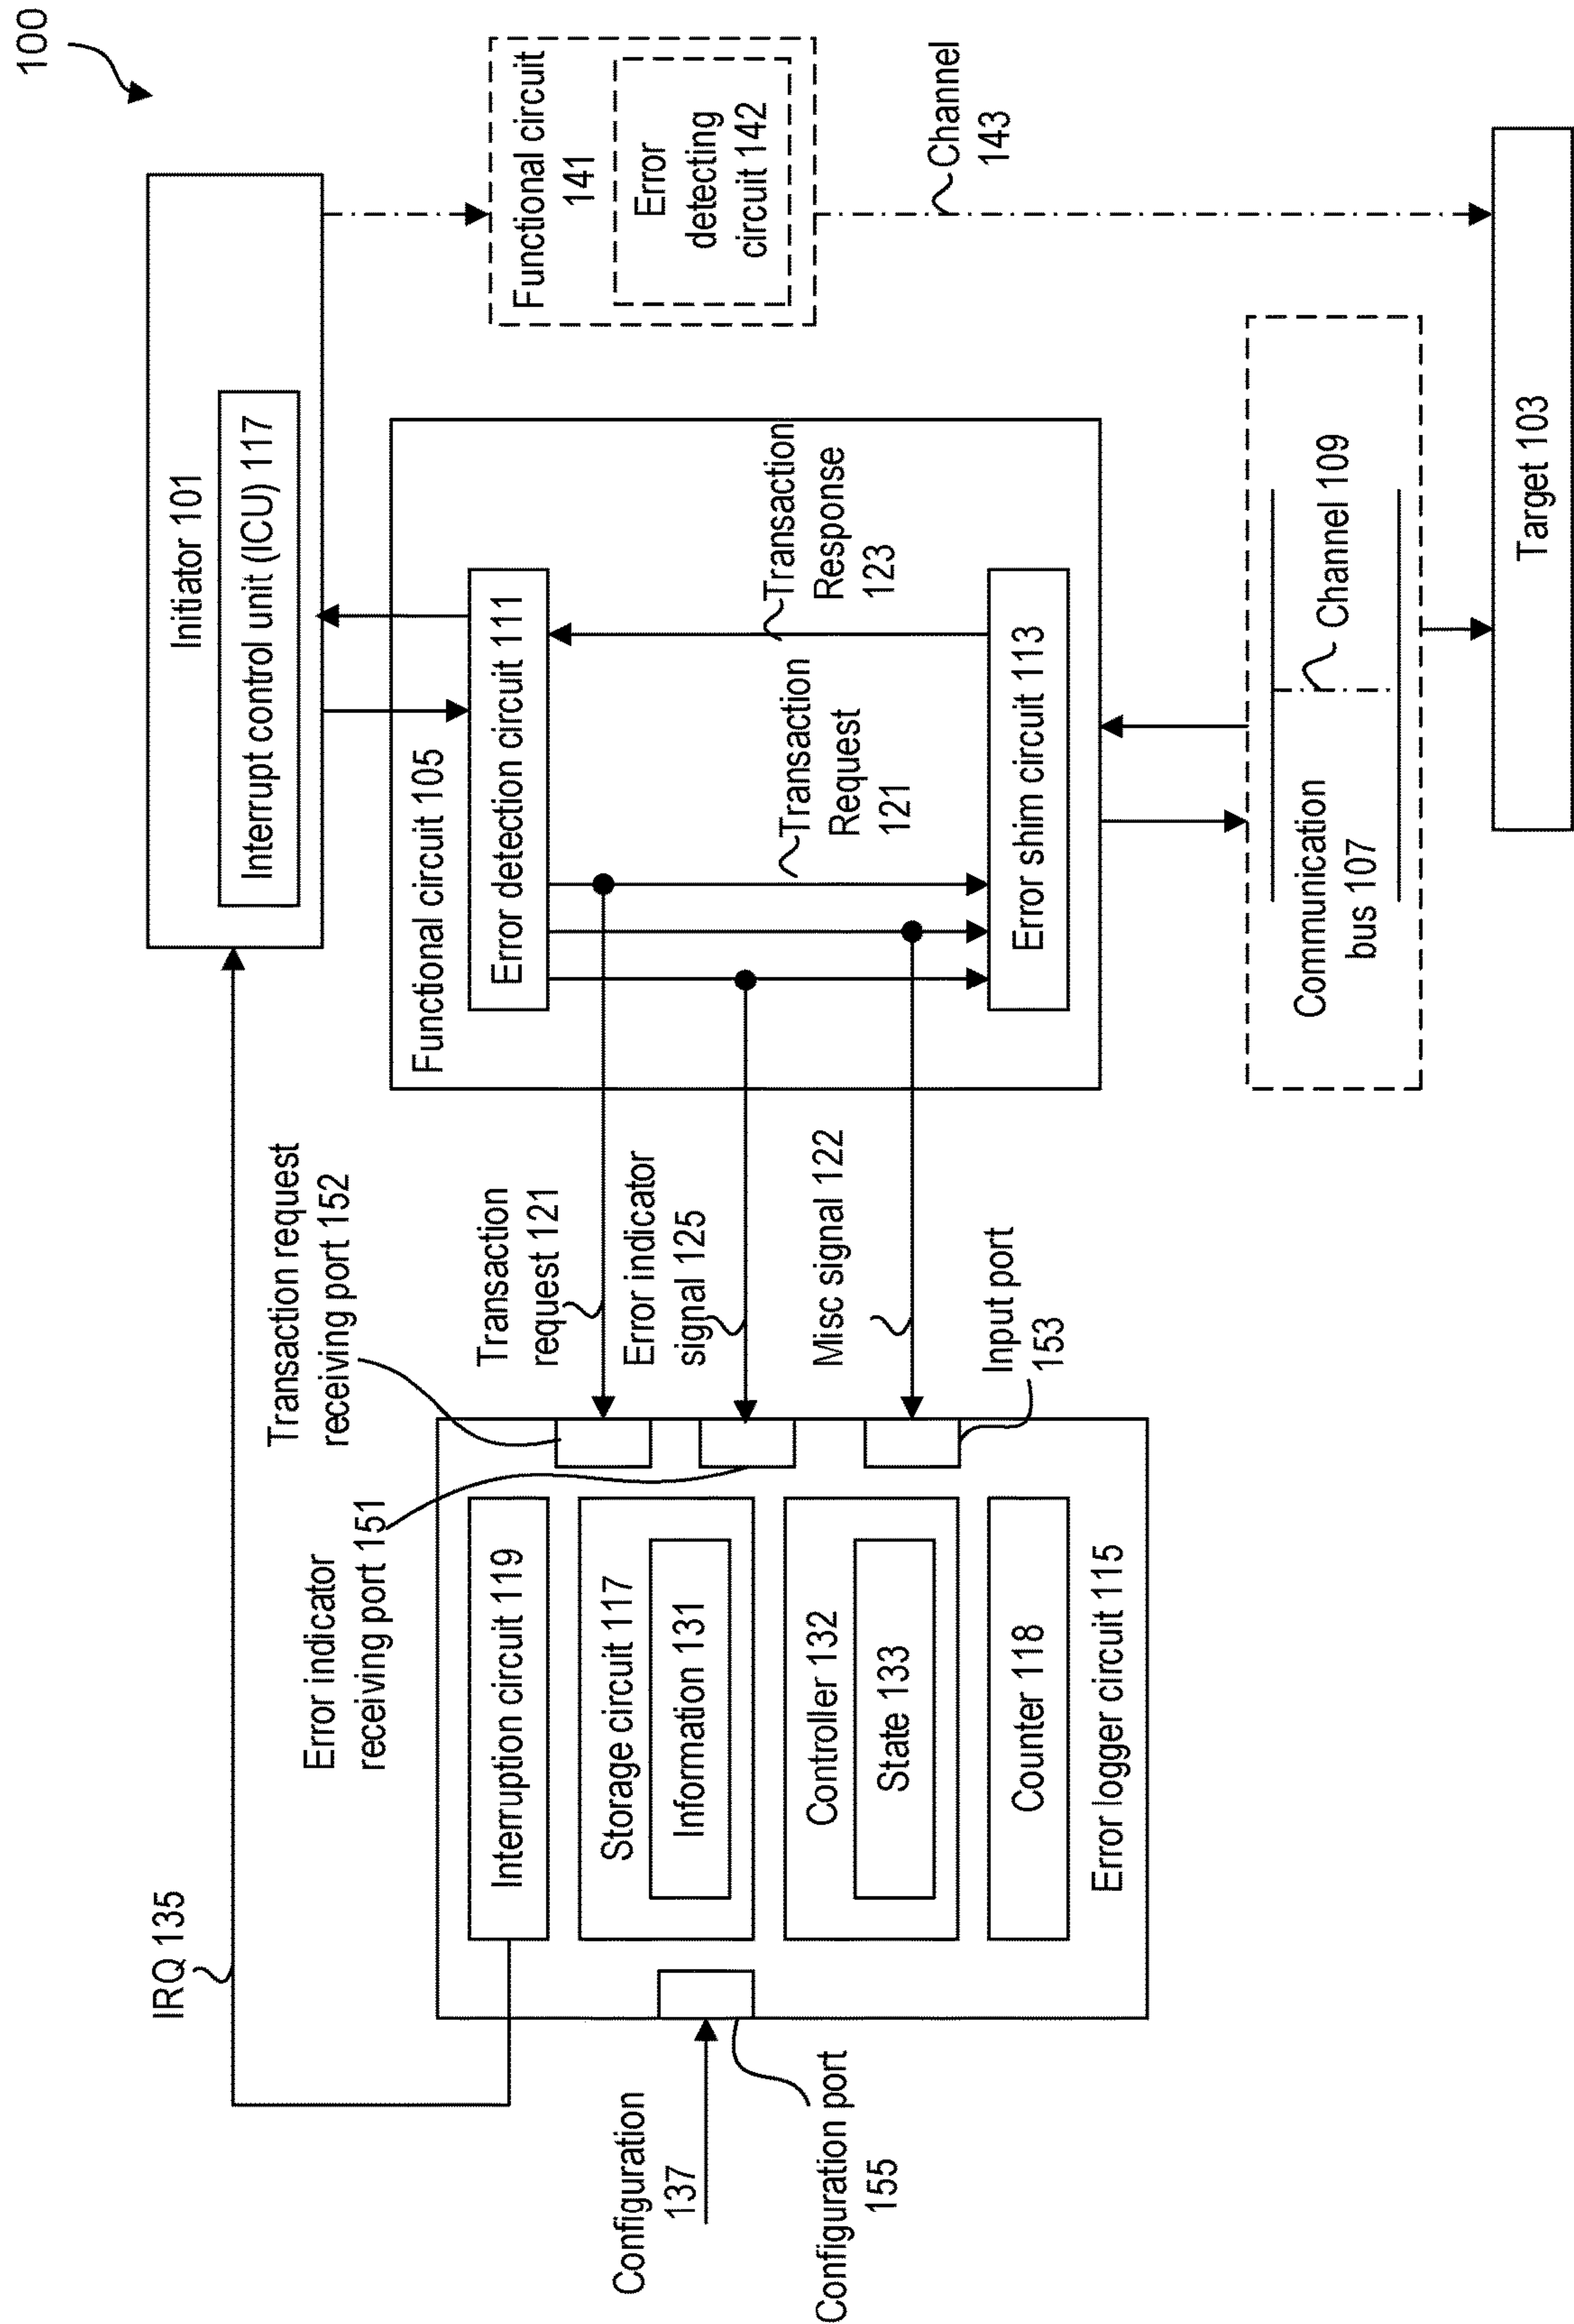 100
Initiator 101
Interrupt control unit (ICU) 117
IRQ 135
Functional circuit
141
Error
detecting
circuit 142
Channel
143
Transaction request
receiving port 152
Error indicator
receiving port 151
Functional circuit 105
Error detection circuit 111
Transaction
Response
123
Transaction
Request
121
Error shim circuit 113
Transaction
request 121
Error indicator
signal 125
Misc signal 122
Input port
153
Interruption circuit 119
Storage circuit 117
Information 131
Controller 132
State 133
Counter 118
Error logger circuit 115
Configuration
137
Configuration port
155
Communication
bus 107
Channel 109
Target 103